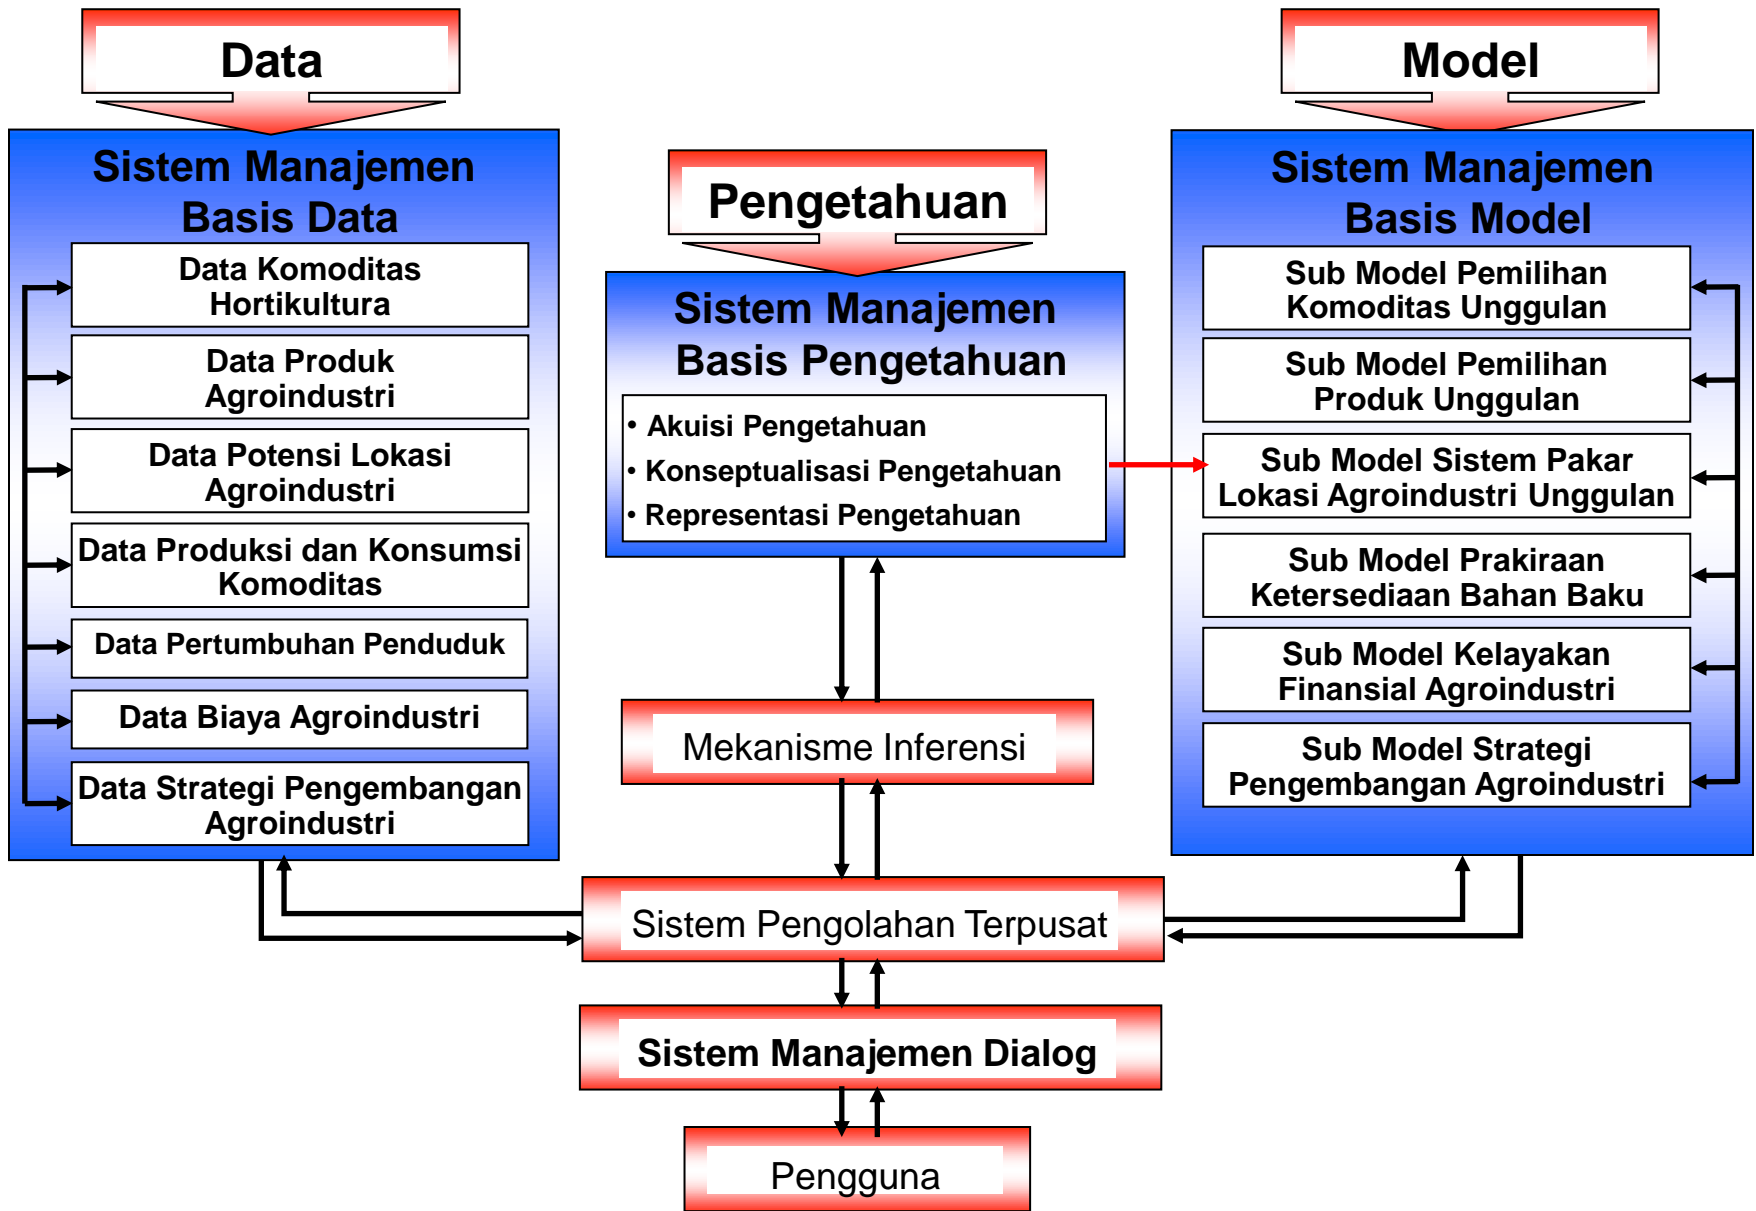 Data
Sistem Manajemen
Basis Data
Data Komoditas
Hortikultura
Data Produk
Agroindustri
Data Potensi Lokasi
Agroindustri
Data Produksi dan Konsumsi
Komoditas
Data Pertumbuhan Penduduk
Data Biaya Agroindustri
Data Strategi Pengembangan
Agroindustri
Pengetahuan
Sistem Manajemen
Basis Pengetahuan
• Akuisi Pengetahuan
• Konseptualisasi Pengetahuan
• Representasi Pengetahuan
Model
Sistem Manajemen
Basis Model
Sub Model Pemilihan
Komoditas Unggulan
Sub Model Pemilihan
Produk Unggulan
Sub Model Sistem Pakar
Lokasi Agroindustri Unggulan
Sub Model Prakiraan
Ketersediaan Bahan Baku
Sub Model Kelayakan
Finansial Agroindustri
Sub Model Strategi
Pengembangan Agroindustri
Mekanisme Inferensi
Sistem Pengolahan Terpusat
Sistem Manajemen Dialog
Pengguna